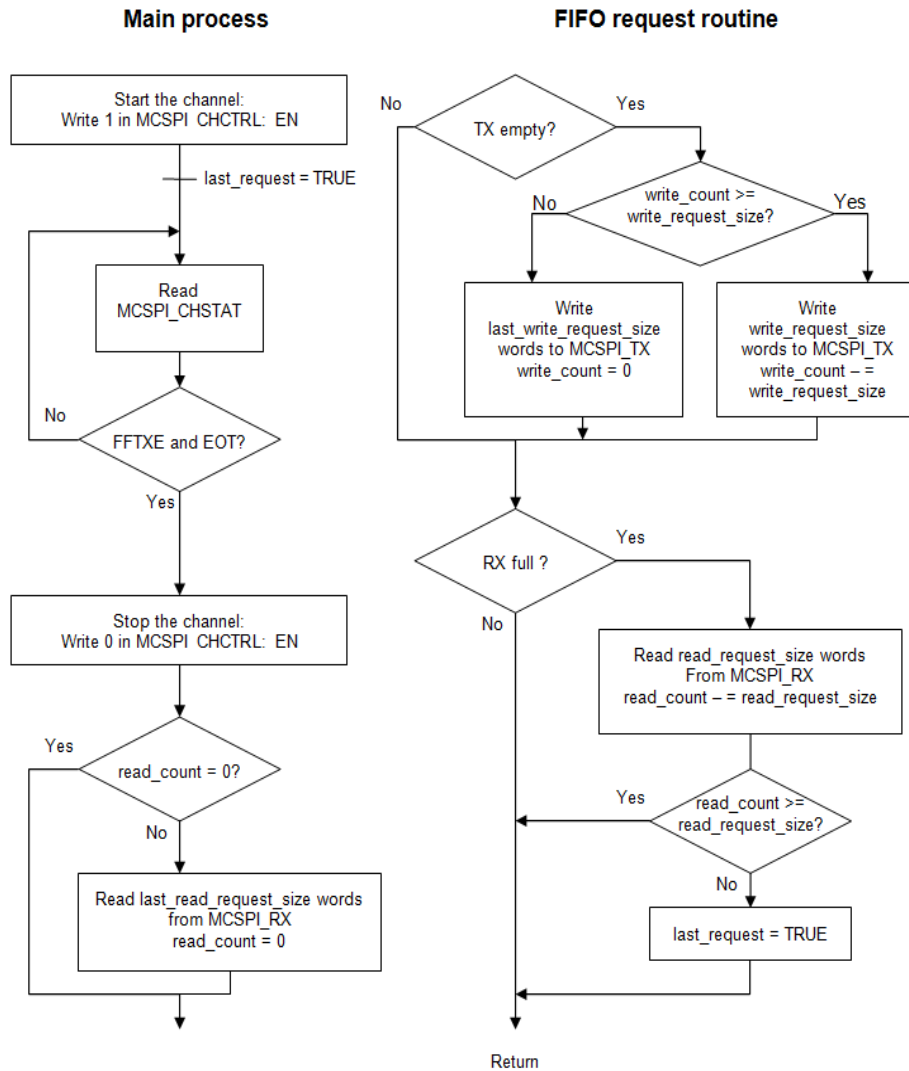 Main process
Start the channel:
Write 1 in MCSPI CHCTRL: EN
last_request = TRUE
Read
MCSPI_CHSTAT
No
FFTXE and EOT?
Yes
Stop the channel:
Write 0 in MCSPI CHCTRL: EN
Yes
read_count = 0?
No
Read last_read_request_size words
from MCSPI_RX
read_count = 0
FIFO request routine
No
Yes
TX empty?
write_count >=
write_request_size?
No
Yes
Write
last_write_request_size
words to MCSPI_TX
write_count = 0
Write
write_request_size
words to MCSPI_TX
write_count – =
write_request_size
RX full ?
Yes
No
Read read_request_size words
From MCSPI_RX
read_count – = read_request_size
Yes
read_count >=
read_request_size?
No
last_request = TRUE
Return